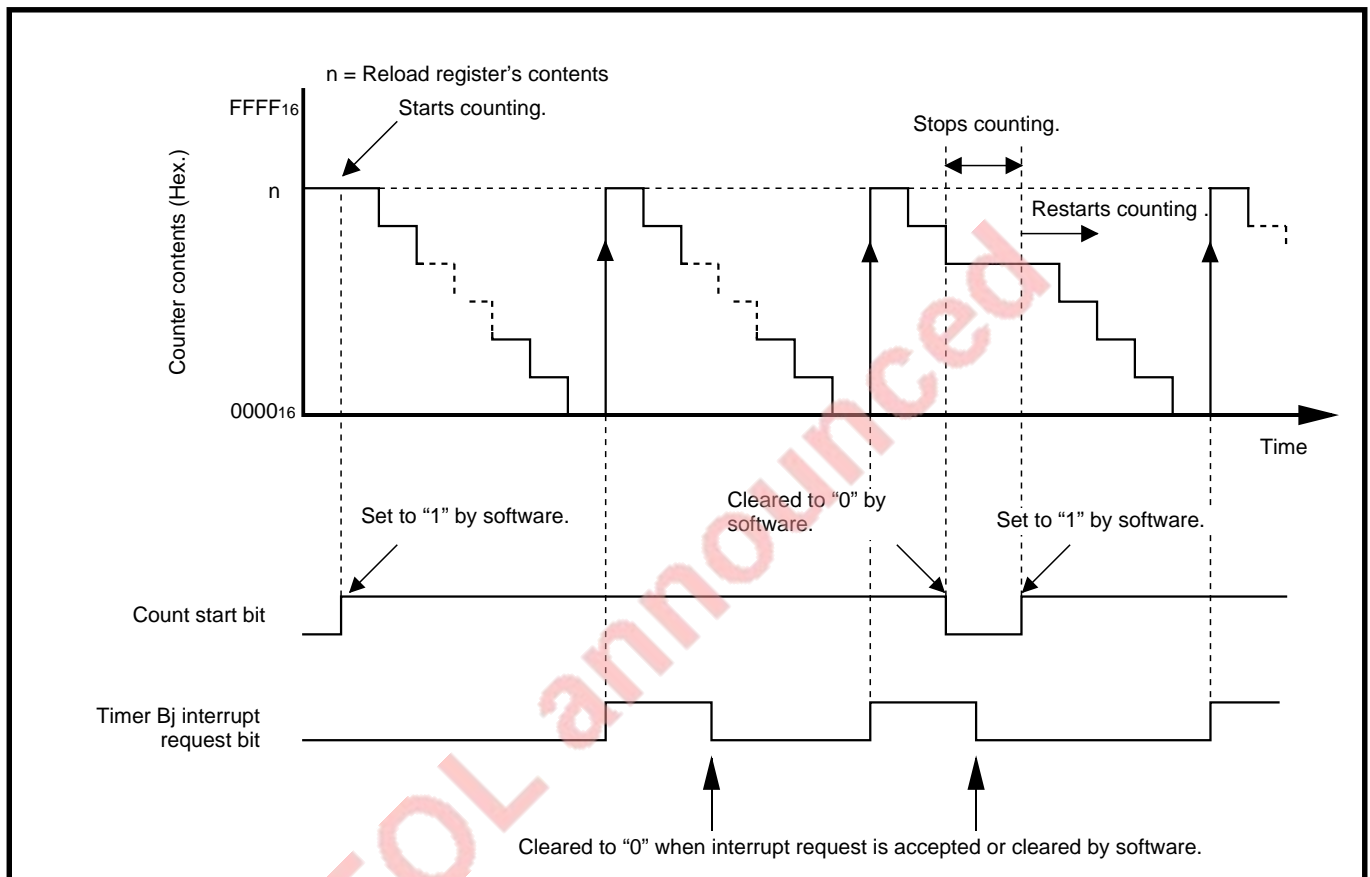 n = Reload register’s contents
FFFF16
Starts counting.
Stops counting.
n
Restarts counting .
Counter contents (Hex.)
000016
Time
Set to “1” by software.
Cleared to “0” by
software.
Set to “1” by software.
Count start bit
Timer Bj interrupt
request bit
Cleared to “0” when interrupt request is accepted or cleared by software.
EOL announced